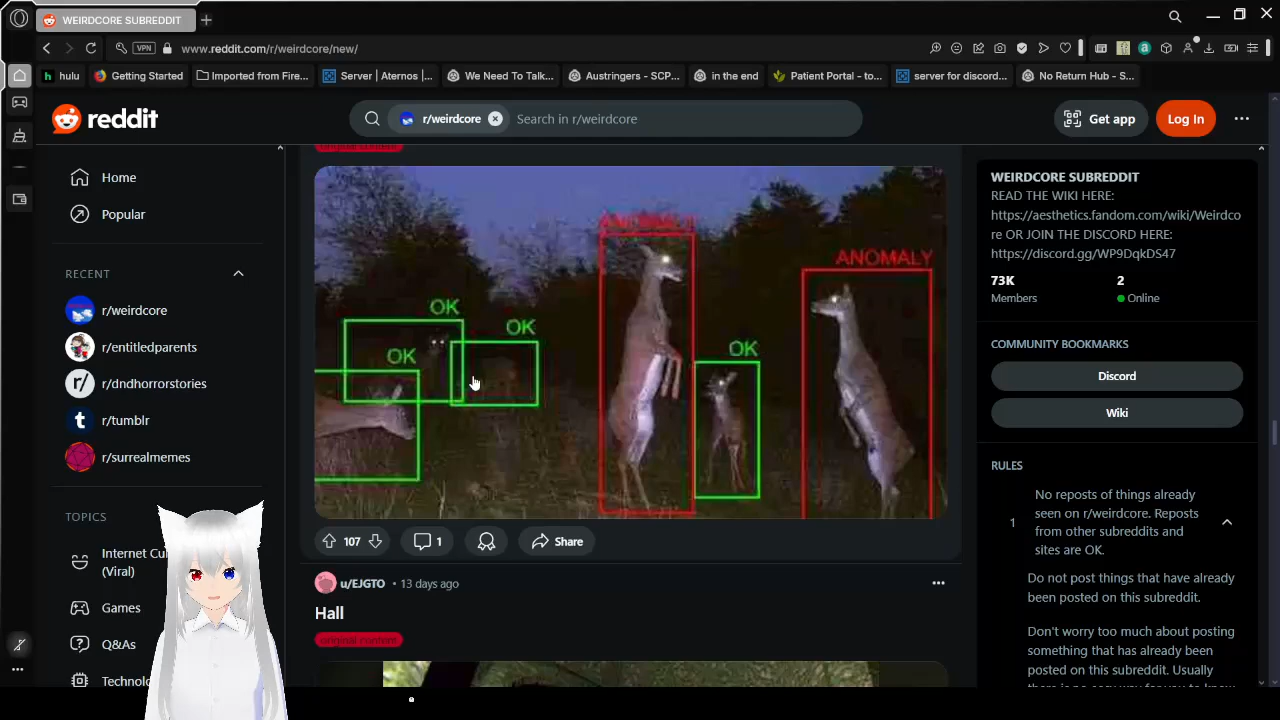 WEIRDCORE SUBREDDIT
VPN
www.reddit.com/r/weirdcore/new/
hulu
Getting Started
Imported from Fire...
Server | Aternos |...
We Need To Talk...
Austringers - SCP...
in the end
Patient Portal - to...
server for discord...
No Return Hub - S...
reddit
r/weirdcore
Search in r/weirdcore
Get app
Log In
Home
Popular
RECENT
r/weirdcore
r/entitledparents
r/dndhorrorstories
r/tumblr
r/surrealmemes
TOPICS
Internet Cu
(Viral)
Games
Q&As
Technolo
original content
ANOMALY
OK
OK
OK
OK
107
1
Share
u/EJGTO • 13 days ago
Hall
original content
WEIRDCORE SUBREDDIT
READ THE WIKI HERE:
https://aesthetics.fandom.com/wiki/Weirdco
re OR JOIN THE DISCORD HERE:
https://discord.gg/WP9DqkDS47
73K
Members
2
Online
COMMUNITY BOOKMARKS
Discord
Wiki
RULES
1
No reposts of things already
seen on r/weirdcore. Reposts
from other subreddits and
sites are OK.
Do not post things that have already
been posted on this subreddit.
Don't worry too much about posting
something that has already been
posted on this subreddit. Usually